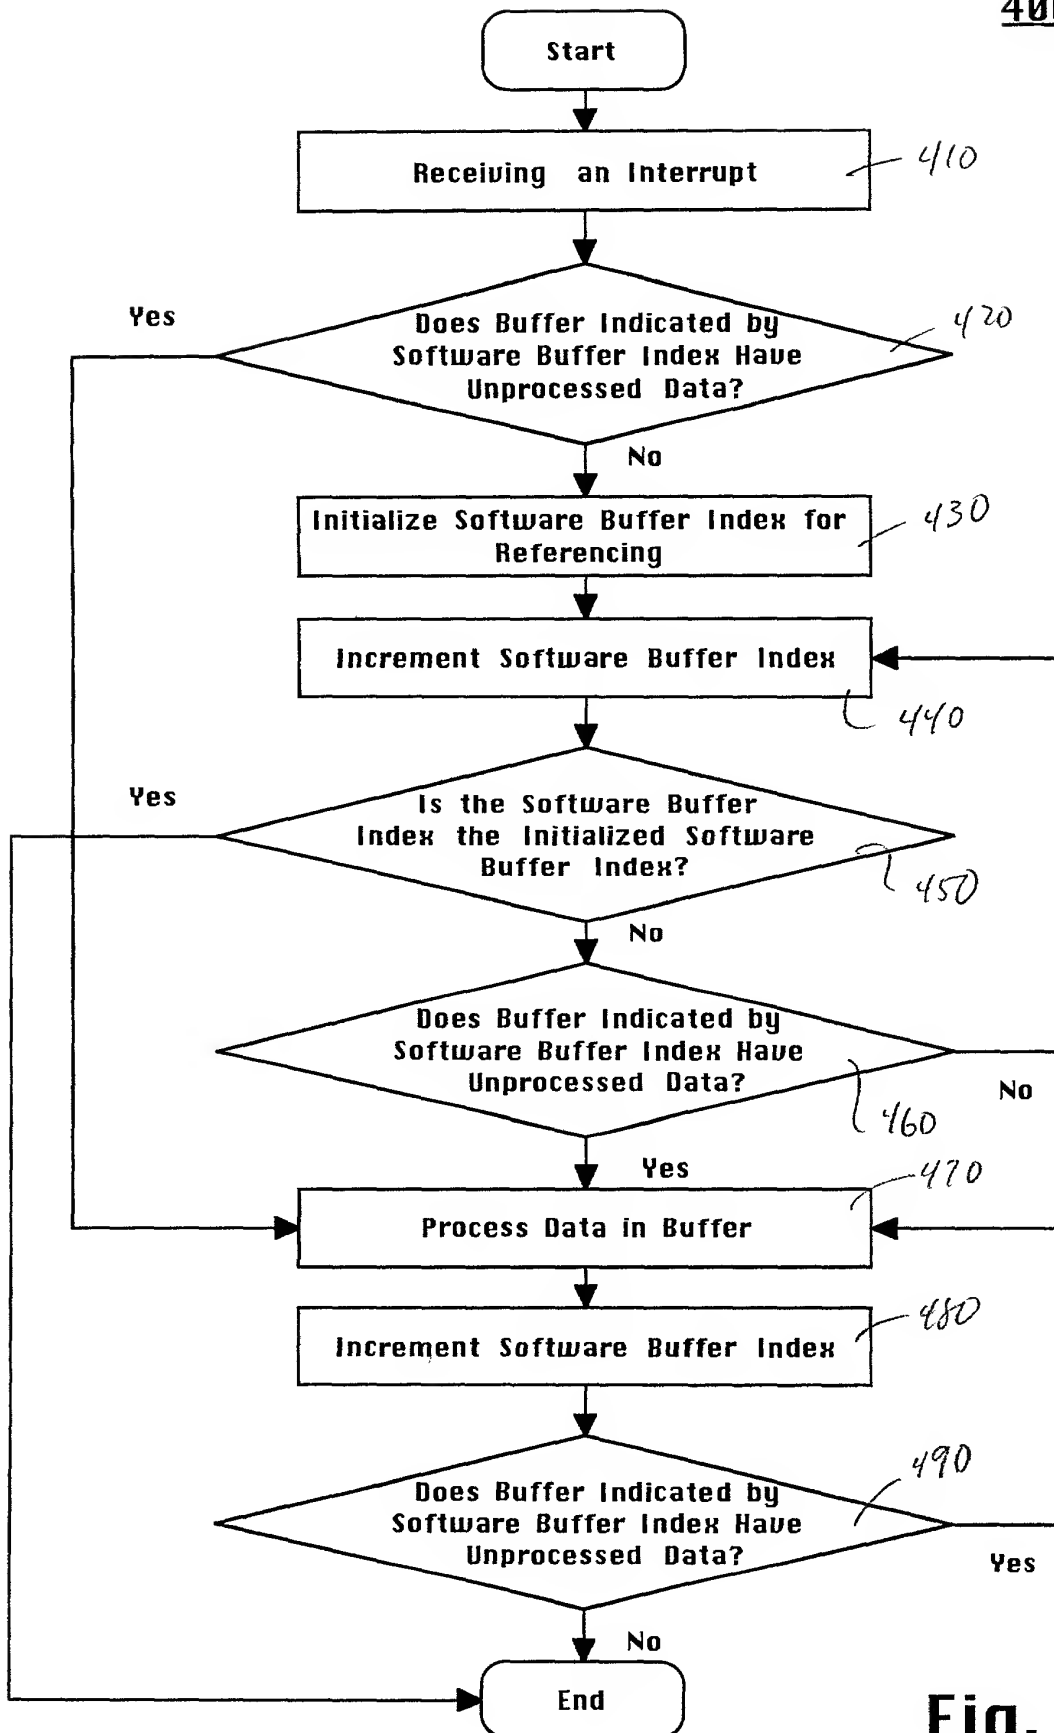 Start
Receiving an Interrupt
410
Yes
Does Buffer Indicated by
Software Buffer Index Have
Unprocessed Data?
420
No
Initialize Software Buffer Index for
Referencing
430
Increment Software Buffer Index
440
Yes
Is the Software Buffer
Index the Initialized Software
Buffer Index?
450
No
Does Buffer Indicated by
Software Buffer Index Have
Unprocessed Data?
No
460
Yes
470
Process Data in Buffer
480
Increment Software Buffer Index
490
Does Buffer Indicated by
Software Buffer Index Have
Unprocessed Data?
Yes
No
End
Fig.